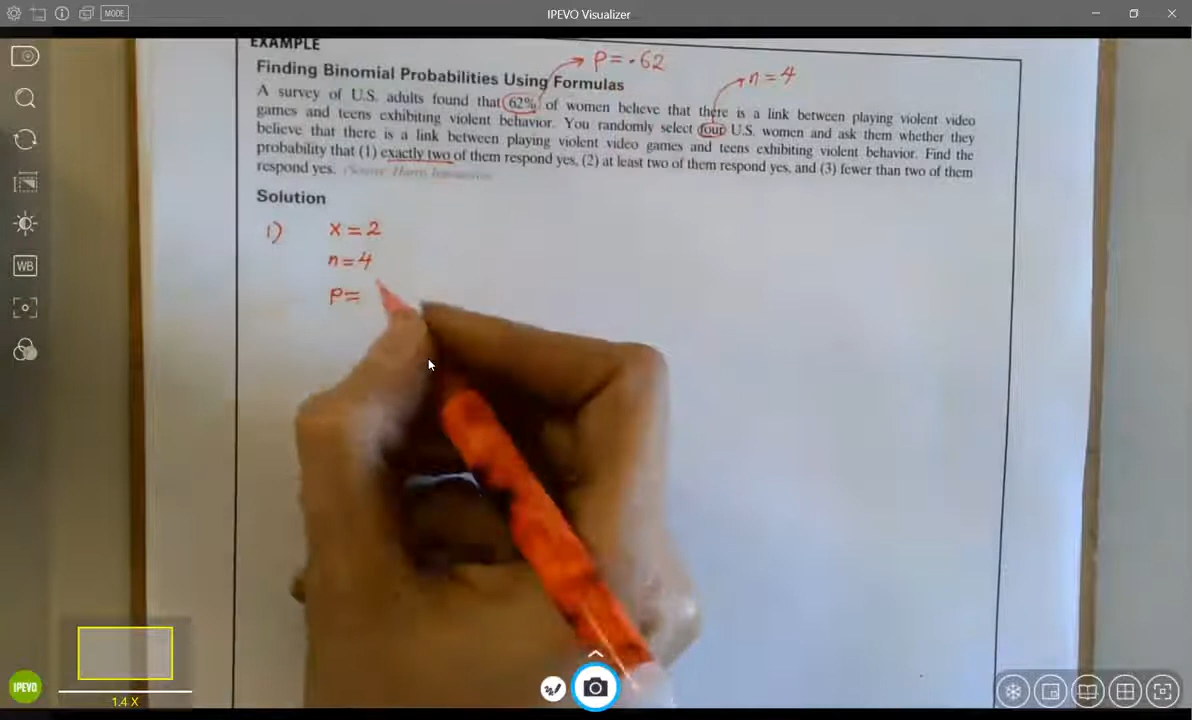 IPEVO Visualizer
MODE
EXAMPLE
P = .62
n = 4
Finding Binomial Probabilities Using Formulas
A survey of U.S. adults found that 62% of women believe that there is a link between playing violent video
games and teens exhibiting violent behavior. You randomly select four U.S. women and ask them whether they
believe that there is a link between playing violent video games and teens exhibiting violent behavior. Find the
probability that (1) exactly two of them respond yes, (2) at least two of them respond yes, and (3) fewer than two of them
respond yes. (Source: Harris Interactive)
Solution
1) x = 2
n = 4
P =
WB
IPEVO
1.4 X